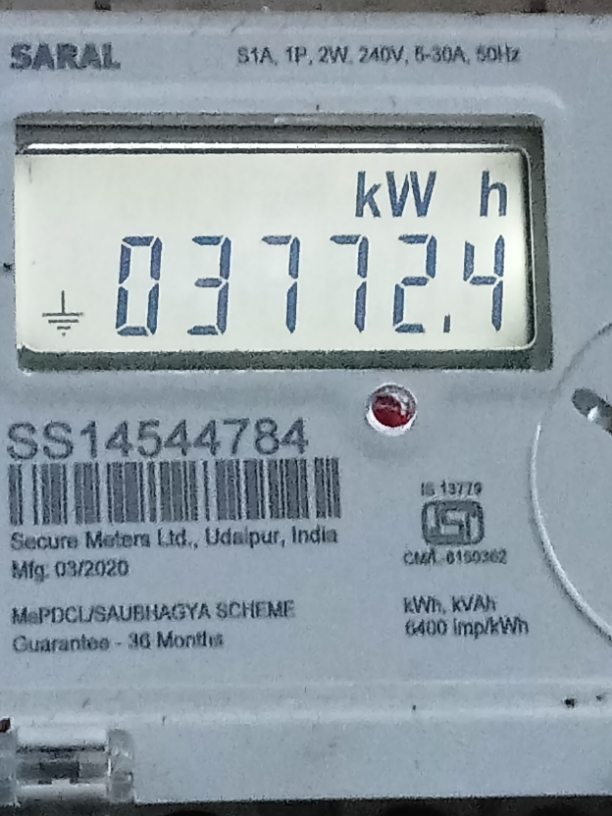 SARAL
S1A, 1P, 2W, 240V, 5-30A, 50Hz
kW h
03772.4
SS14544784
IS 13779
Secure Meters Ltd., Udaipur, India
CM/L-6150362
Mfg. 03/2020
MePDCL/SAUBHAGYA SCHEME
kWh, kVAh
Guarantee - 36 Months
6400 imp/kWh